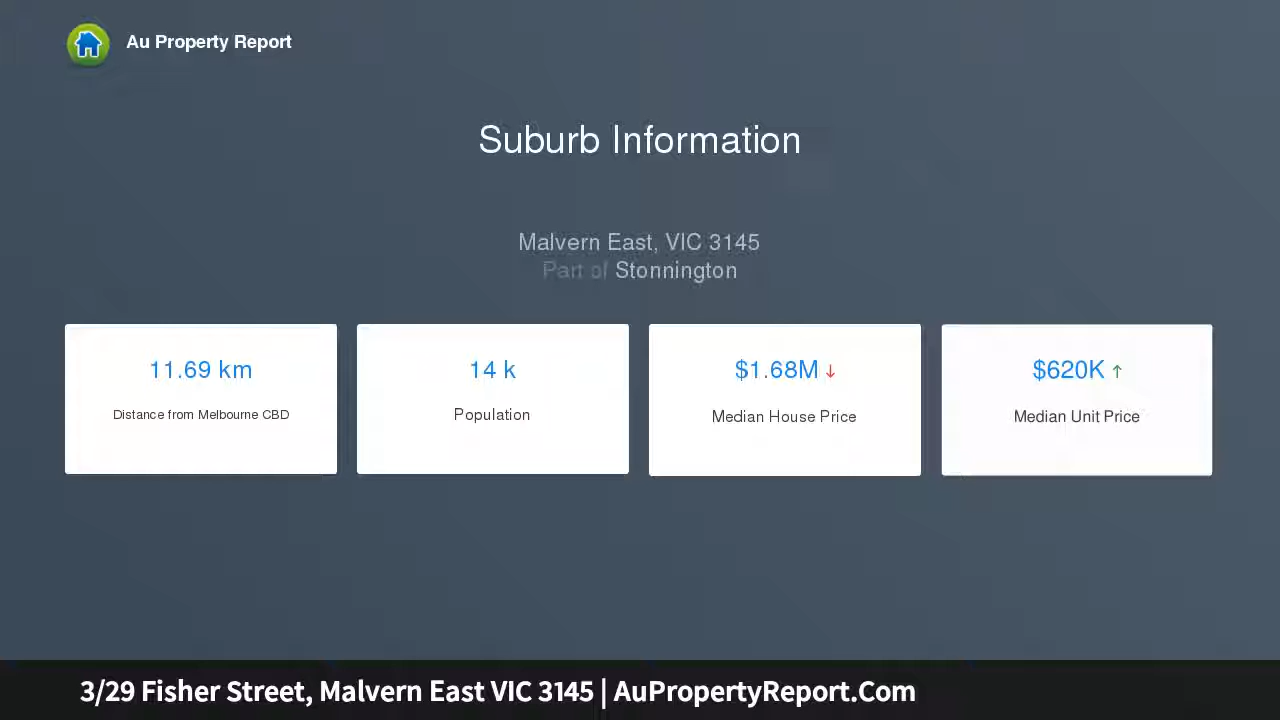 Au Property Report
Suburb Information
Malvern East, VIC 3145
Part of Stonnington
11.69 km
Distance from Melbourne CBD
14 k
Population
$1.68M ↓
Median House Price
$620K ↑
Median Unit Price
3/29 Fisher Street, Malvern East VIC 3145 | AuPropertyReport.Com